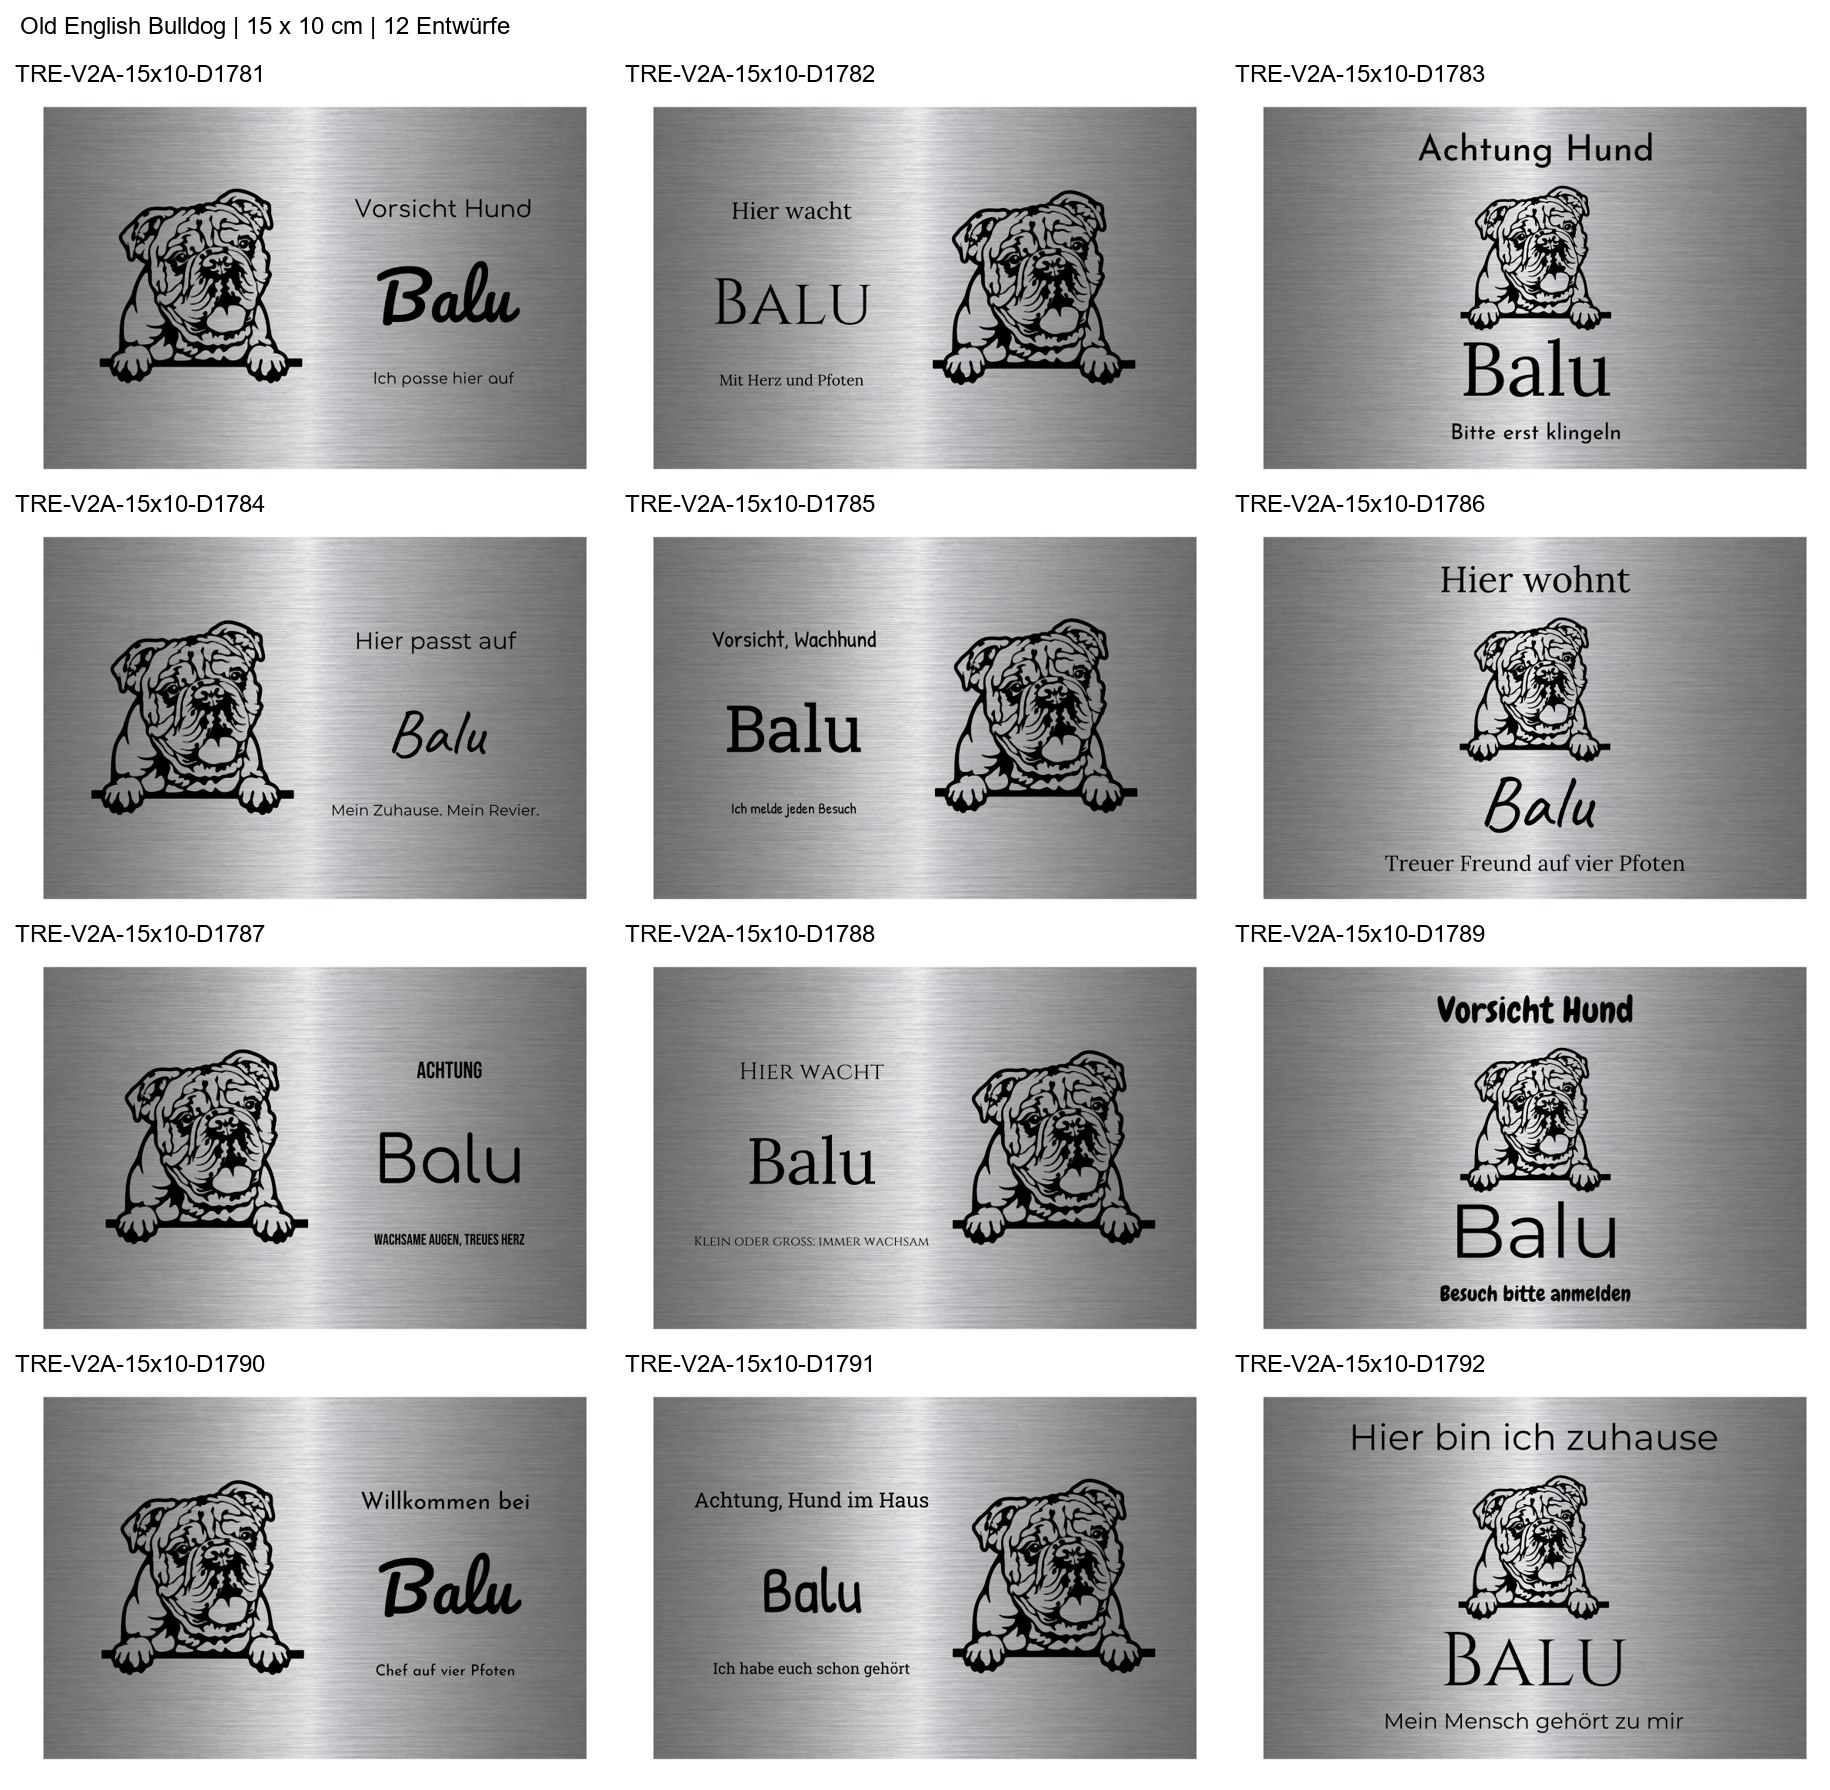 Old English Bulldog | 15 x 10 cm | 12 Entwürfe
TRE-V2A-15x10-D1781
Vorsicht Hund
Balu
Ich passe hier auf
TRE-V2A-15x10-D1782
Hier wacht
BALU
Mit Herz und Pfoten
TRE-V2A-15x10-D1783
Achtung Hund
Balu
Bitte erst klingeln
TRE-V2A-15x10-D1784
Hier passt auf
Balu
Mein Zuhause. Mein Revier.
TRE-V2A-15x10-D1785
Vorsicht, Wachhund
Balu
Ich melde jeden Besuch
TRE-V2A-15x10-D1786
Hier wohnt
Balu
Treuer Freund auf vier Pfoten
TRE-V2A-15x10-D1787
ACHTUNG
Balu
WACHSAME AUGEN, TREUES HERZ
TRE-V2A-15x10-D1788
HIER WACHT
Balu
KLEIN ODER GROSS: IMMER WACHSAM
TRE-V2A-15x10-D1789
Vorsicht Hund
Balu
Besuch bitte anmelden
TRE-V2A-15x10-D1790
Willkommen bei
Balu
Chef auf vier Pfoten
TRE-V2A-15x10-D1791
Achtung, Hund im Haus
Balu
Ich habe euch schon gehört
TRE-V2A-15x10-D1792
Hier bin ich zuhause
BALU
Mein Mensch gehört zu mir